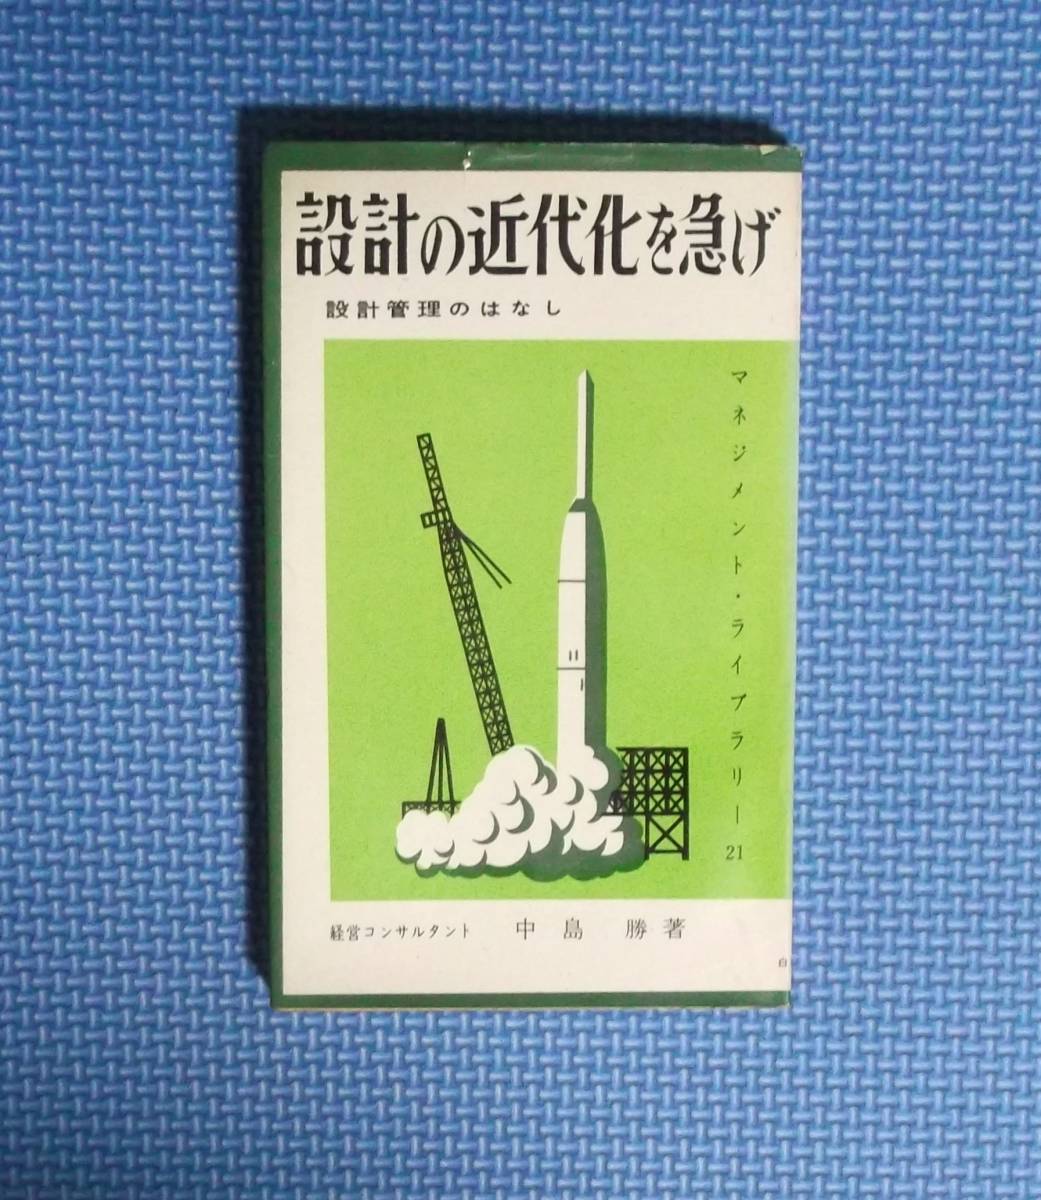 設計の近代化を急げ
設計管理のはなし
マネジメント・ライブラリー21
経営コンサルタント 中島 勝著
白